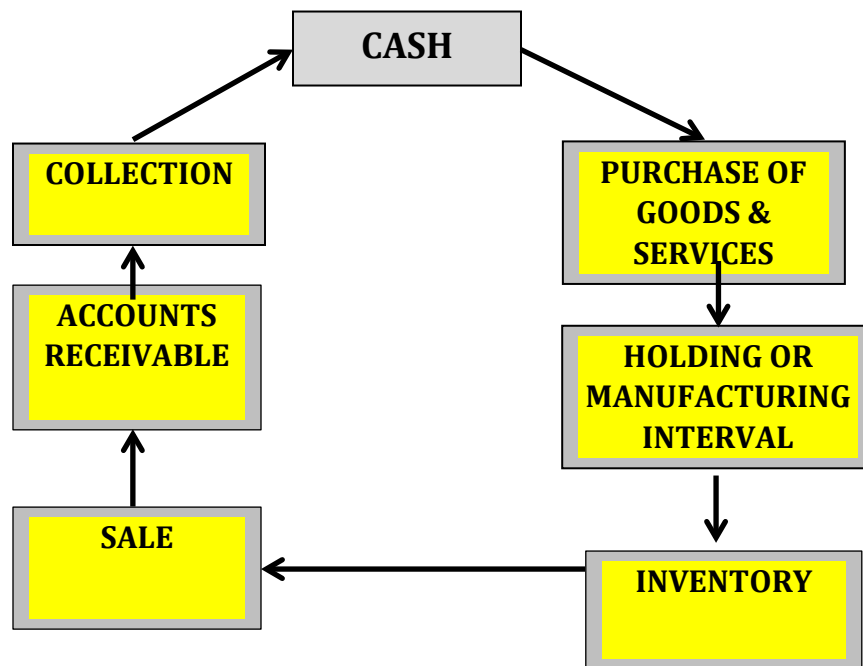 CASH
PURCHASE OF
GOODS &
SERVICES
HOLDING OR
MANUFACTURING
INTERVAL
INVENTORY
SALE
ACCOUNTS
RECEIVABLE
COLLECTION